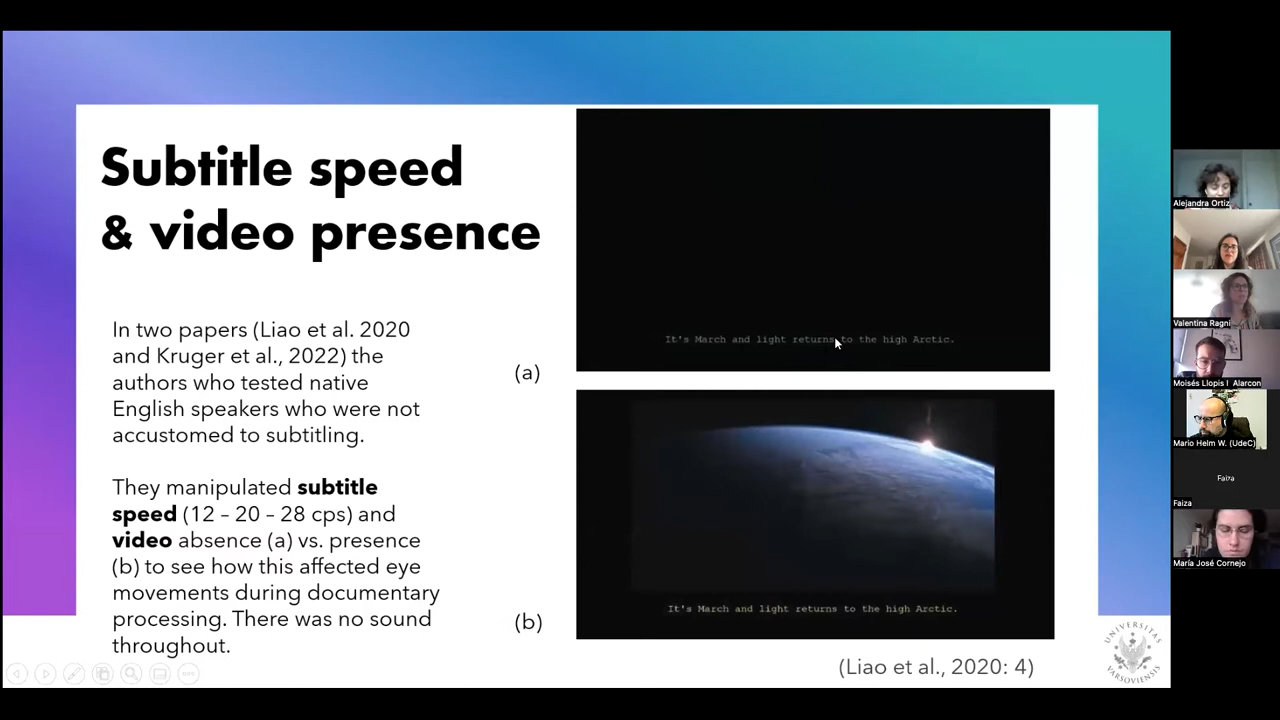 Subtitle speed
& video presence
In two papers (Liao et al. 2020
and Kruger et al., 2022) the
authors who tested native
English speakers who were not
accustomed to subtitling.
They manipulated subtitle
speed (12 – 20 – 28 cps) and
video absence (a) vs. presence
(b) to see how this affected eye
movements during documentary
processing. There was no sound
throughout.
It's March and light returns to the high Arctic.
(a)
It's March and light returns to the high Arctic.
(b)
(Liao et al., 2020: 4)
UNIVERSITAS
VARSOVIENSIS
Alejandra Ortiz
Valentina Ragni
Moisés Llopis I Alarcon
Mario Helm W. (UdeC)
Faiza
Faiza
María José Cornejo